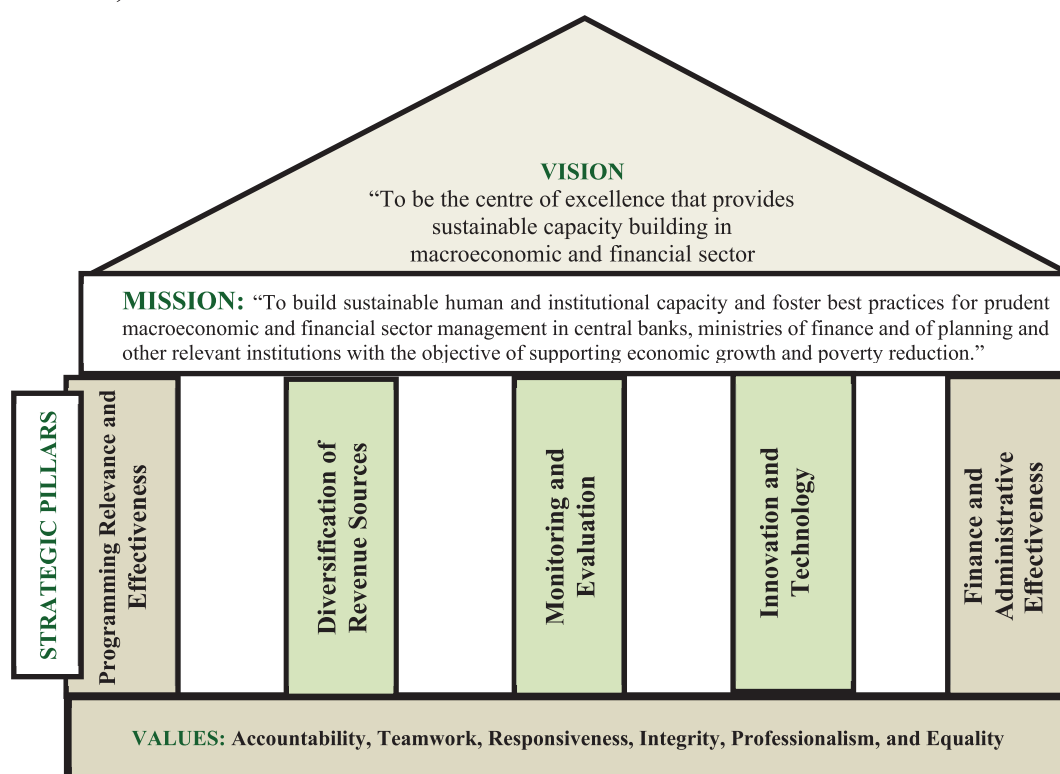 VISION
“To be the centre of excellence that provides
sustainable capacity building in
macroeconomic and financial sector
MISSION: “To build sustainable human and institutional capacity and foster best practices for prudent
macroeconomic and financial sector management in central banks, ministries of finance and of planning and
other relevant institutions with the objective of supporting economic growth and poverty reduction.”
STRATEGIC PILLARS
Programming Relevance and
Effectiveness
Diversification of
Revenue Sources
Monitoring and
Evaluation
Innovation and
Technology
Finance and
Administrative
Effectiveness
VALUES: Accountability, Teamwork, Responsiveness, Integrity, Professionalism, and Equality